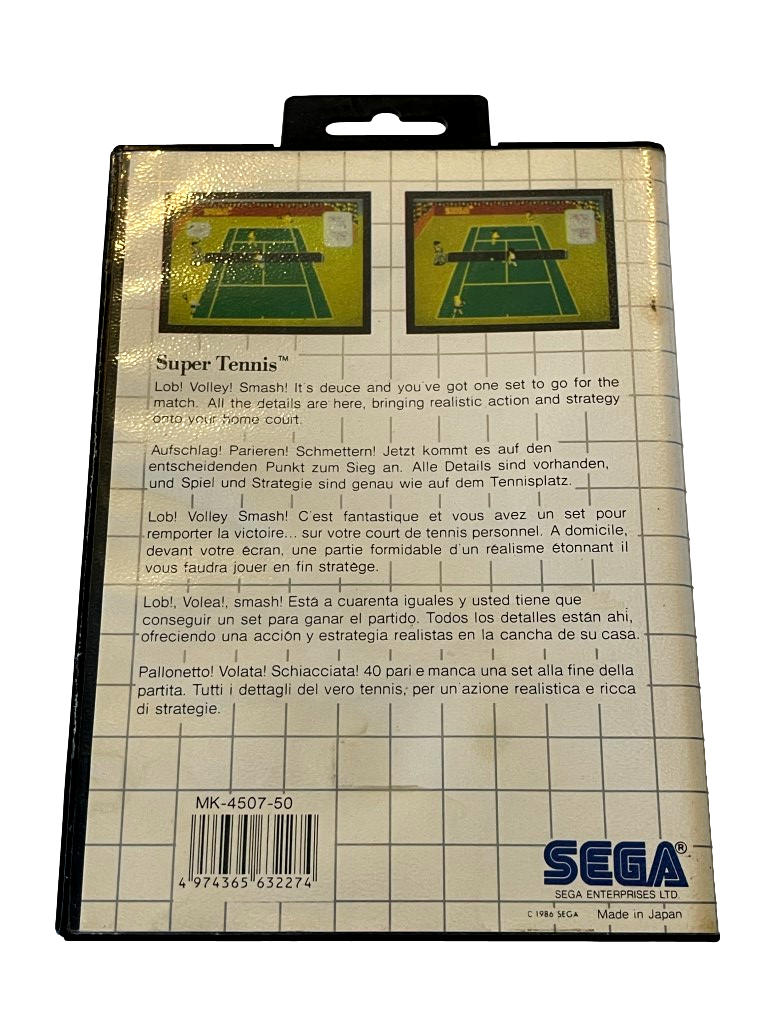 Super Tennis™
Lob! Volley! Smash! It's deuce and you've got one set to go for the
match. All the details are here, bringing realistic action and strategy
onto your home court.
Aufschlag! Parieren! Schmettern! Jetzt kommt es auf den
entscheidenden Punkt zum Sieg an. Alle Details sind vorhanden,
und Spiel und Strategie sind genau wie auf dem Tennisplatz.
Lob! Volley Smash! C'est fantastique et vous avez un set pour
remporter la victoire... sur votre court de tennis personnel. A domicile,
devant votre écran, une partie formidable d'un réalisme étonnant il
vous faudra jouer en fin stratège.
Lob!, Volea!, smash! Está a cuarenta iguales y usted tiene que
conseguir un set para ganar el partido. Todos los detalles están ahí,
ofreciendo una acción y estrategia realistas en la cancha de su casa.
Pallonetto! Volata! Schiacciata! 40 pari e manca una set alla fine della
partita. Tutti i dettagli del vero tennis, per un'azione realistica e ricca
di strategie.
MK-4507-50
4 974365 632274
SEGA®
SEGA ENTERPRISES LTD.
© 1986 SEGA Made in Japan